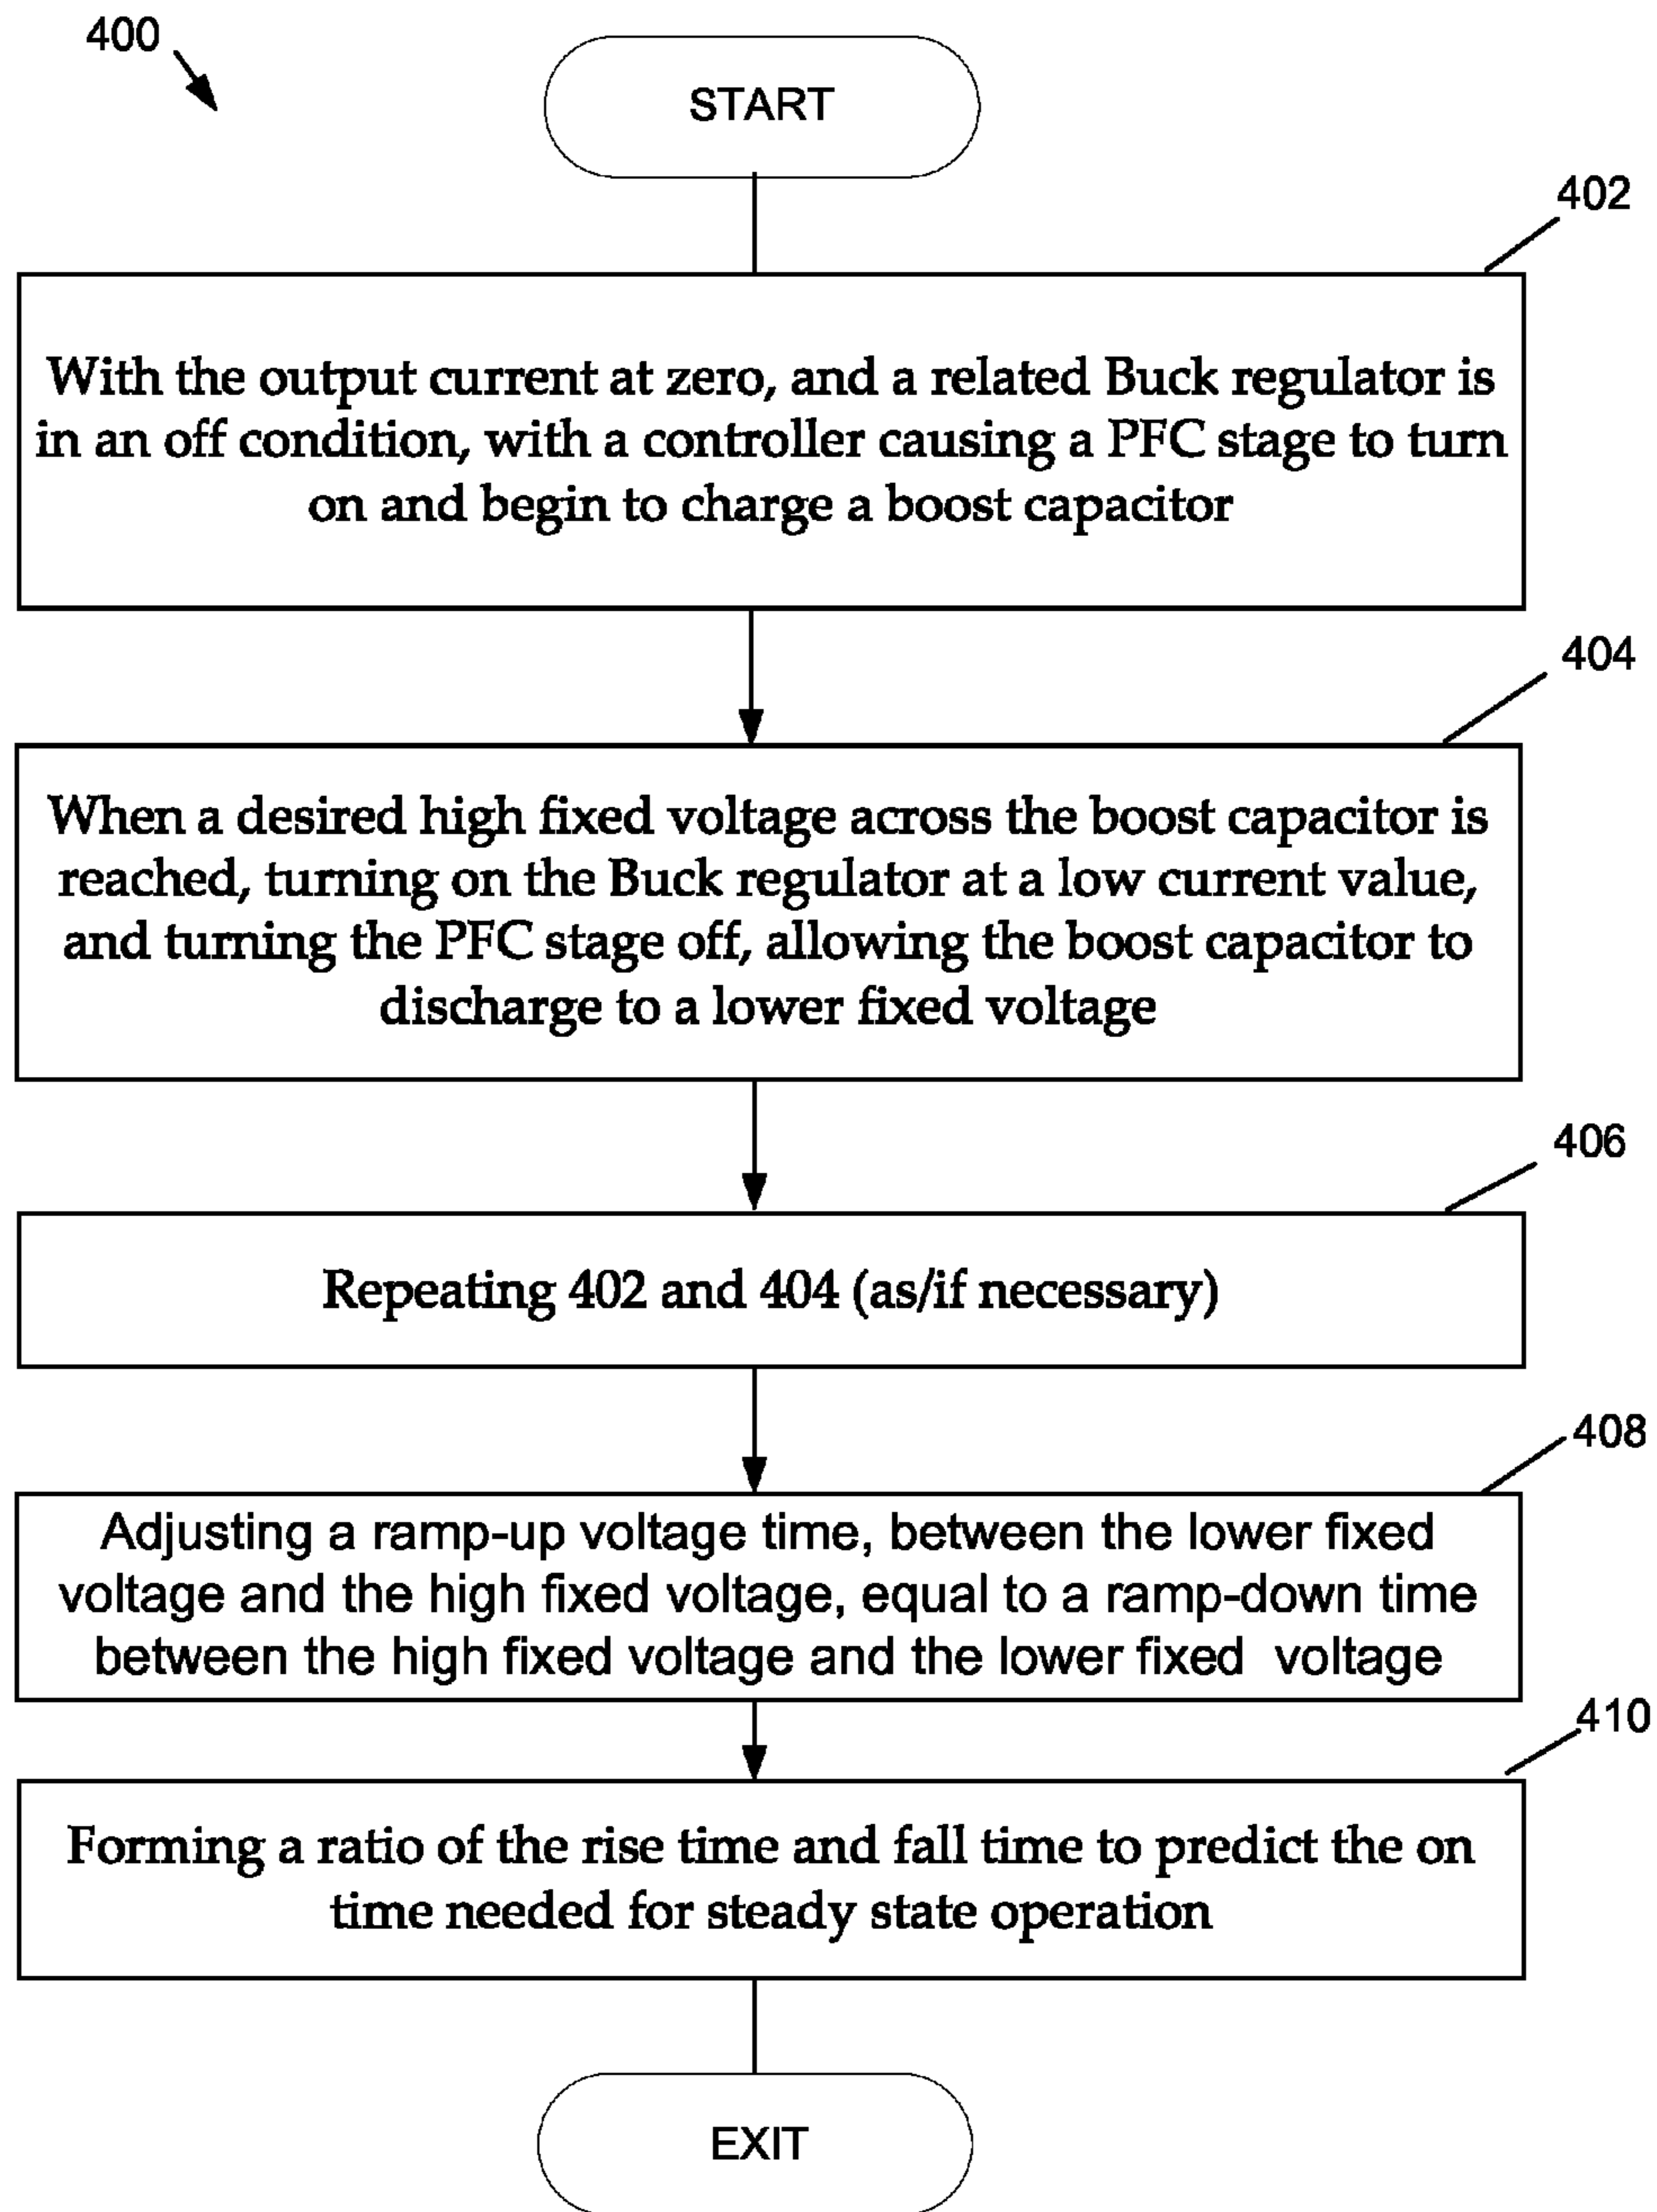 400
START
402
With the output current at zero, and a related Buck regulator is
in an off condition, with a controller causing a PFC stage to turn
on and begin to charge a boost capacitor
404
When a desired high fixed voltage across the boost capacitor is
reached, turning on the Buck regulator at a low current value,
and turning the PFC stage off, allowing the boost capacitor to
discharge to a lower fixed voltage
406
Repeating 402 and 404 (as/if necessary)
408
Adjusting a ramp-up voltage time, between the lower fixed
voltage and the high fixed voltage, equal to a ramp-down time
between the high fixed voltage and the lower fixed voltage
410
Forming a ratio of the rise time and fall time to predict the on
time needed for steady state operation
EXIT